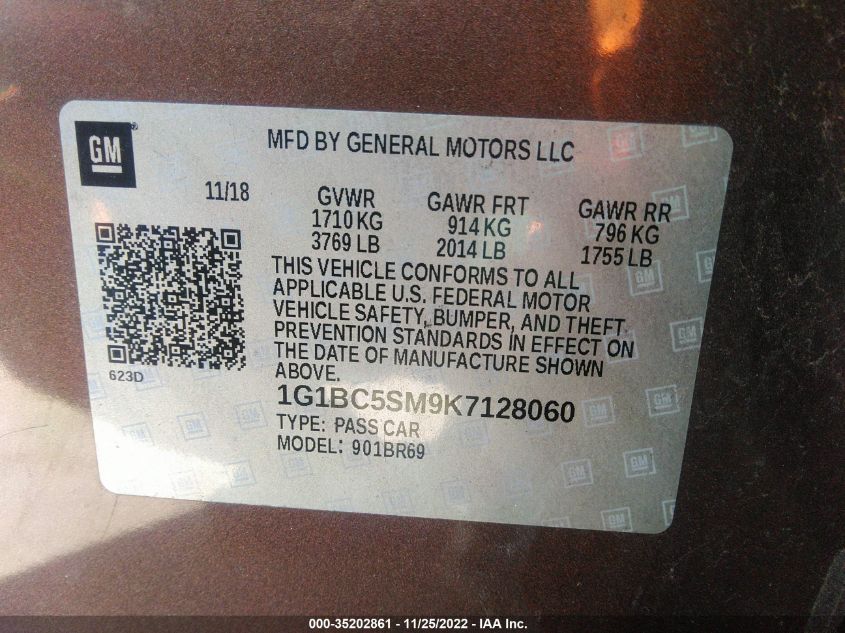 GM
MFD BY GENERAL MOTORS LLC
11/18
GVWR
1710 KG
3769 LB
GAWR FRT
914 KG
2014 LB
GAWR RR
796 KG
1755 LB
THIS VEHICLE CONFORMS TO ALL
APPLICABLE U.S. FEDERAL MOTOR
VEHICLE SAFETY, BUMPER, AND THEFT
PREVENTION STANDARDS IN EFFECT ON
THE DATE OF MANUFACTURE SHOWN
ABOVE.
623D
1G1BC5SM9K7128060
TYPE: PASS CAR
MODEL: 901BR69
000-35202861 - 11/25/2022 - IAA Inc.